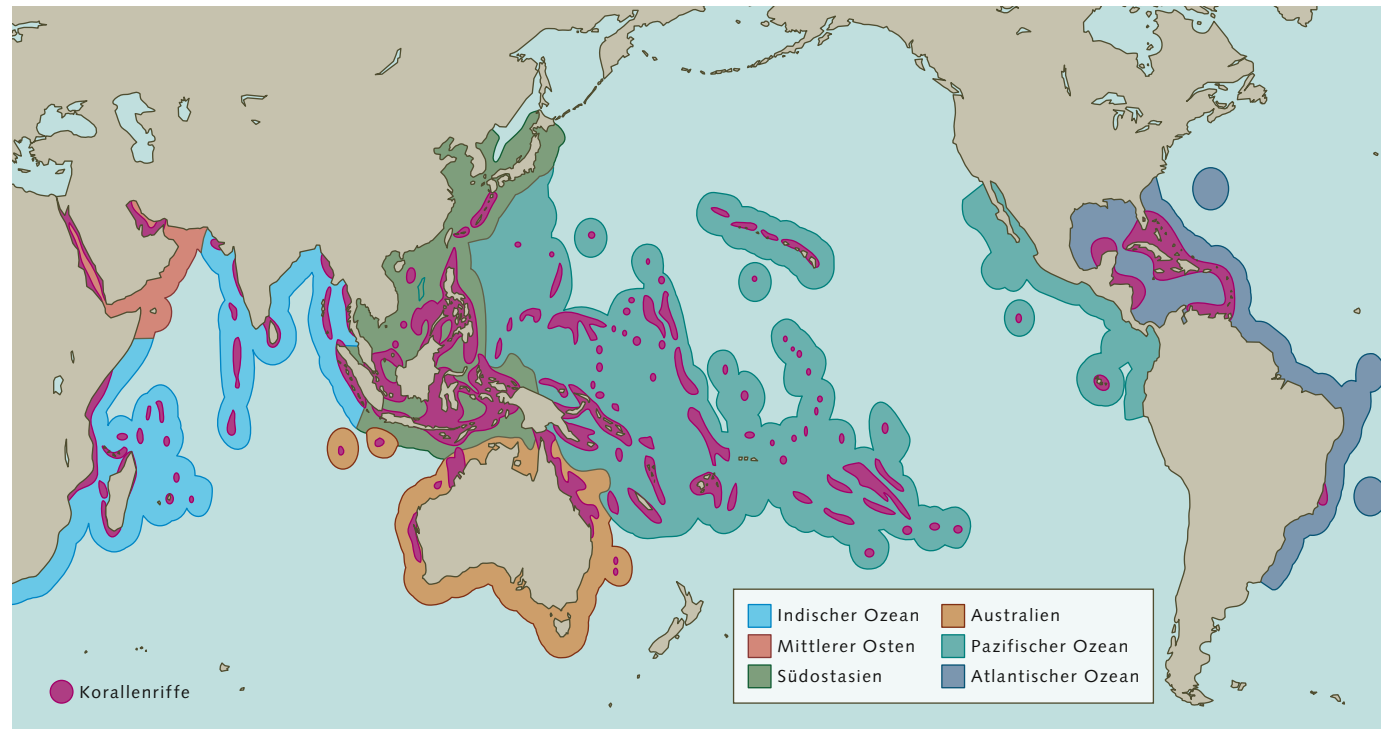 Indischer Ozean
Mittlerer Osten
Südostasien
Australien
Pazifischer Ozean
Atlantischer Ozean
Korallenriffe